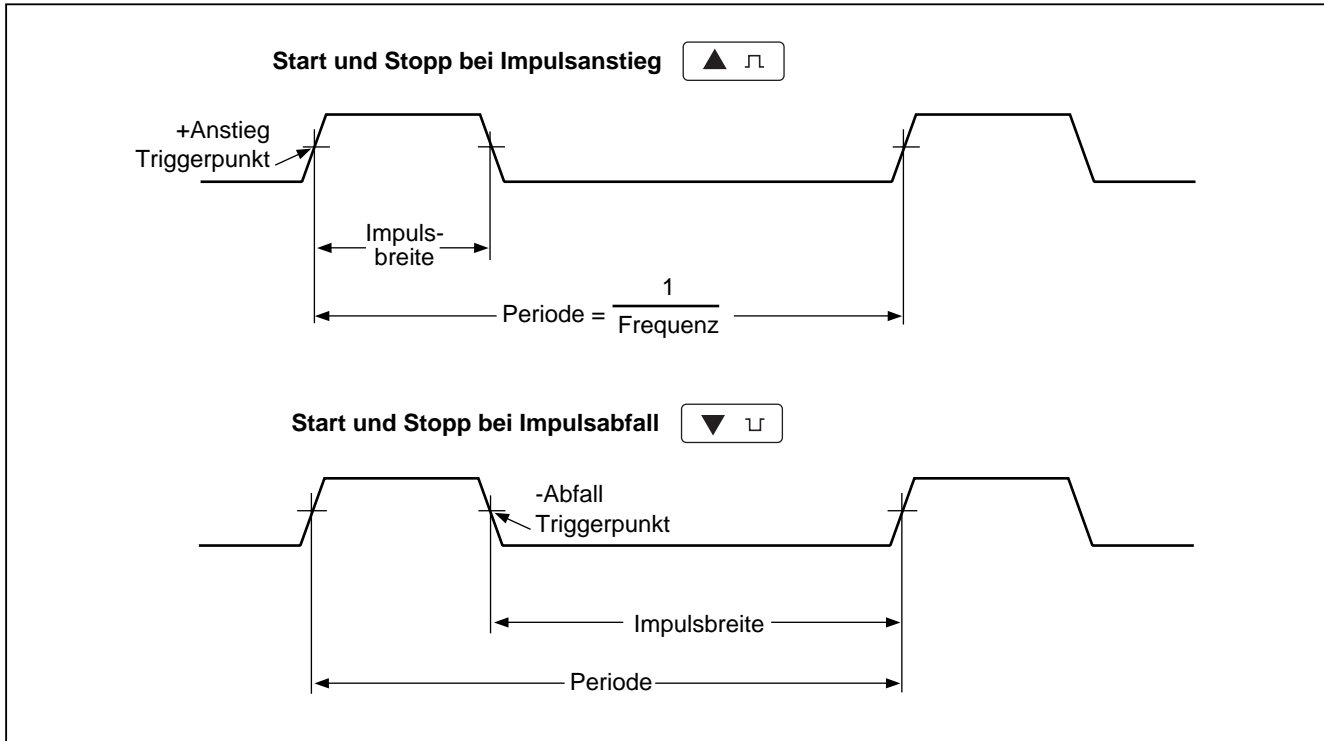 Start und Stopp bei Impulsanstieg
+Anstieg
Triggerpunkt
Impuls-
breite
Periode = 1
Frequenz
Start und Stopp bei Impulsabfall
-Abfall
Triggerpunkt
Impulsbreite
Periode